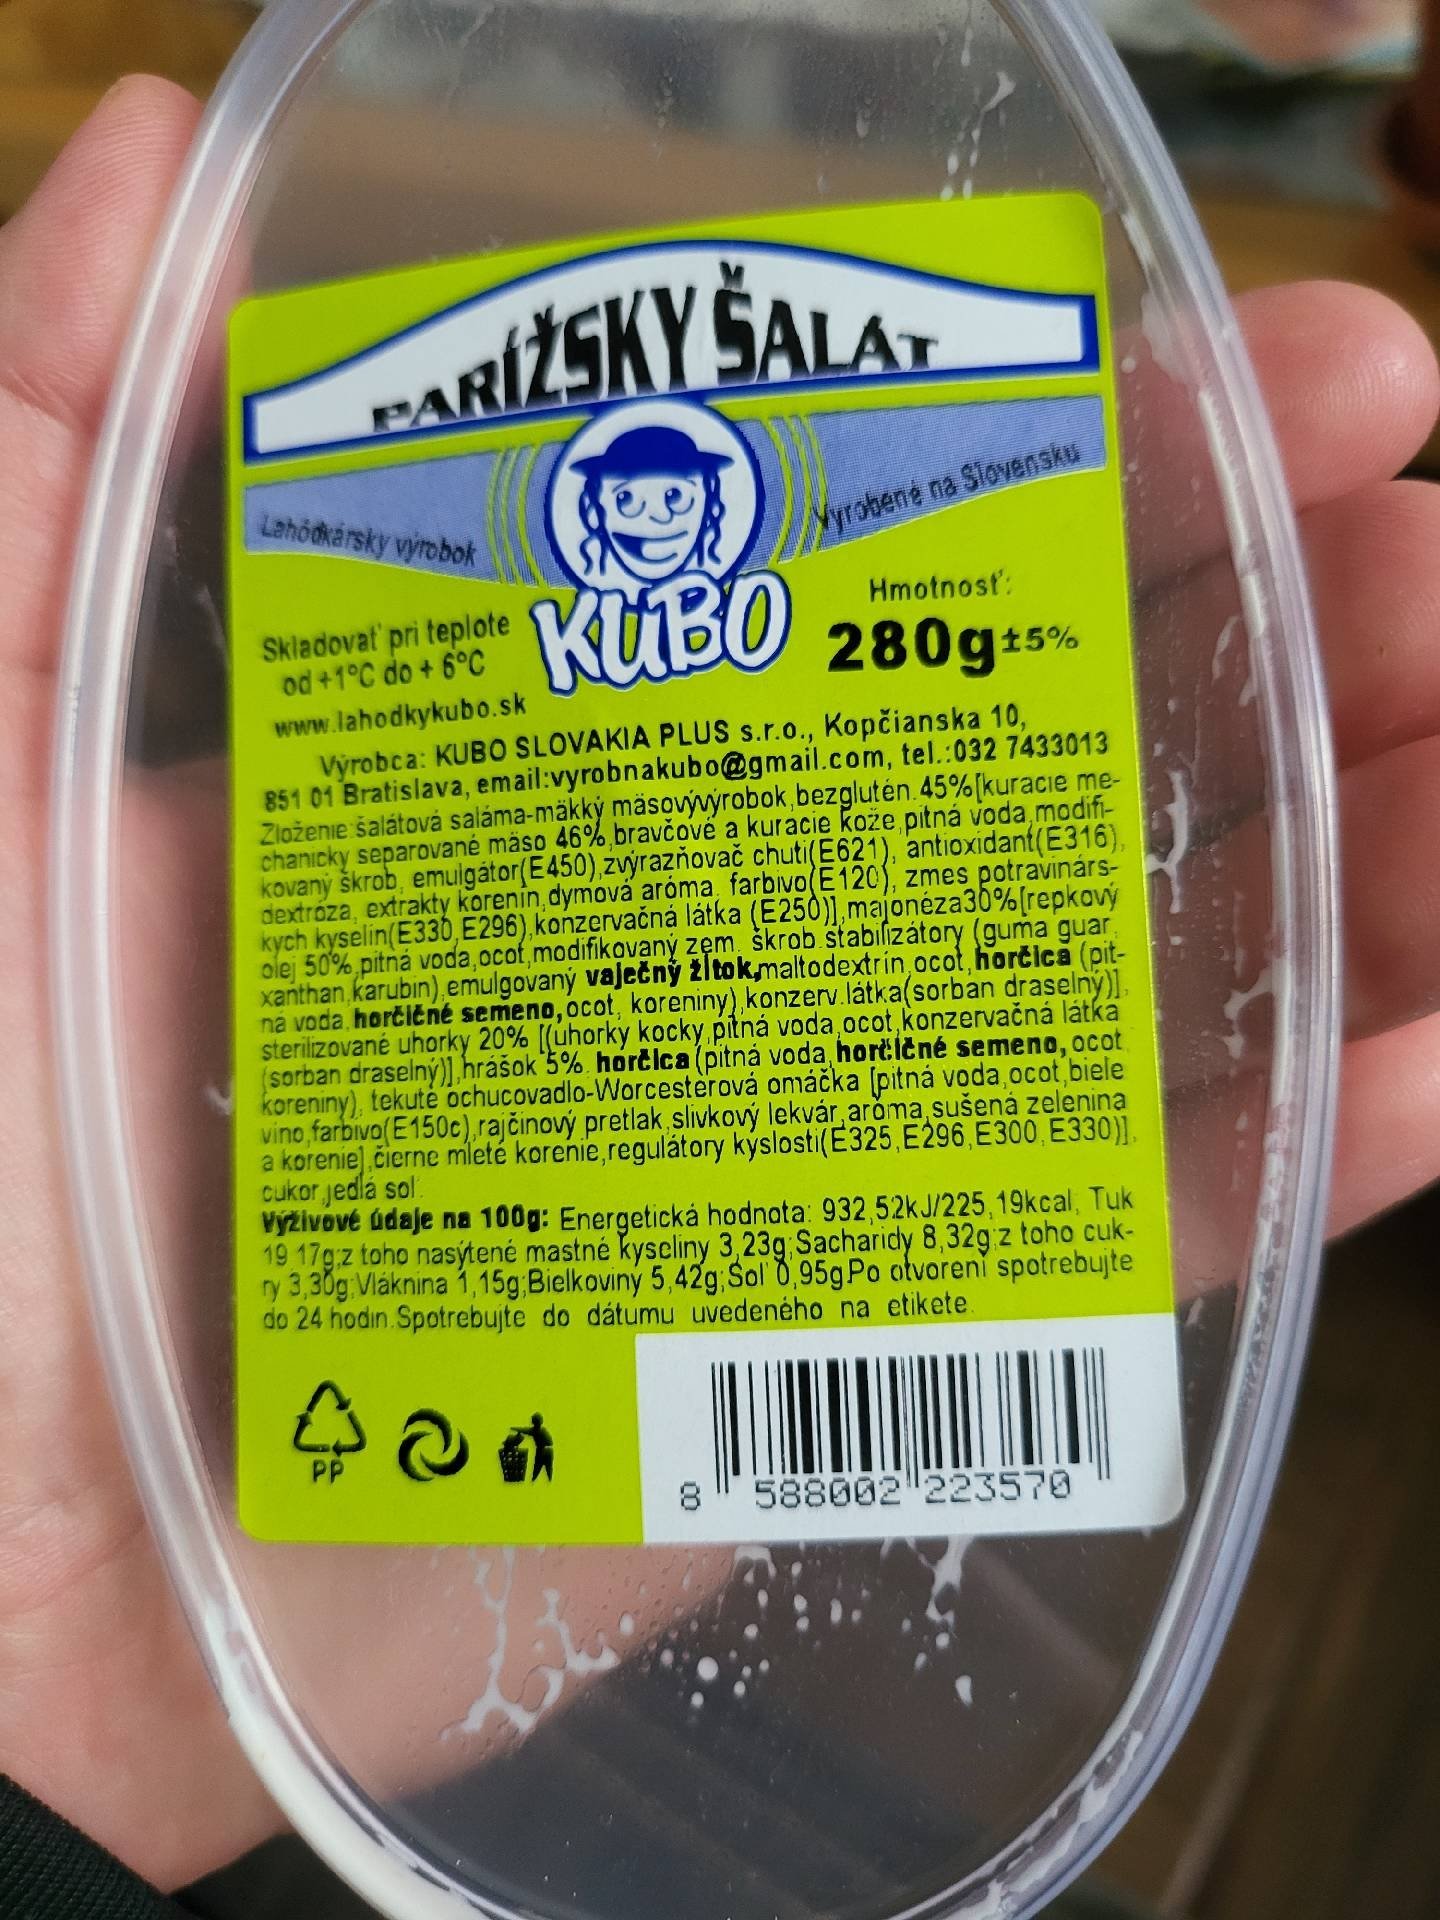 PARÍŽSKY ŠALÁT
Lahôdkársky výrobok
Vyrobené na Slovensku
KUBO
Skladovať pri teplote
od +1°C do + 6°C
www.lahodkykubo.sk
Hmotnosť:
280g±5%
Výrobca: KUBO SLOVAKIA PLUS s.r.o., Kopčianska 10,
851 01 Bratislava, email:vyrobnakubo@gmail.com, tel.:032 7433013
Zloženie:šalátová saláma-mäkký mäsovývýrobok,bezglutén.45%[kuracie me-
chanicky separované mäso 46%,bravčové a kuracie kože,pitná voda,modifi-
kovaný škrob, emulgátor(E450),zvýrazňovač chuti(E621), antioxidant(E316),
dextróza, extrakty korenín,dymová aróma. farbivo(E120), zmes potravinárs-
kych kyselín(E330,E296),konzervačná látka (E250)],majonéza30%[repkový
olej 50%,pitná voda,ocot,modifikovaný zem. škrob.stabilizátory (guma guar,
xanthan,karubin),emulgovaný vaječný žĺtok,maltodextrín,ocot,horčica (pit-
ná voda,horčičné semeno,ocot, koreniny),konzerv.látka(sorban draselný)],
sterilizované uhorky 20% [(uhorky kocky,pitná voda,ocot,konzervačná látka
(sorban draselný)],hrášok 5%. horčica (pitná voda,horčičné semeno,ocot,
koreniny), tekuté ochucovadlo-Worcesterová omáčka [pitná voda,ocot,biele
víno,farbivo(E150c),rajčinový pretlak,slivkový lekvár,aróma,sušená zelenina
a korenie],čierne mleté korenie,regulátory kyslosti(E325,E296,E300,E330)],
cukor,jedlá soľ.
Výživové údaje na 100g: Energetická hodnota: 932,52kJ/225,19kcal, Tuk
19 17g;z toho nasýtené mastné kyseliny 3,23g;Sacharidy 8,32g;z toho cuk-
ry 3,30g;Vláknina 1,15g;Bielkoviny 5,42g;Soľ 0,95g.Po otvorení spotrebujte
do 24 hodín.Spotrebujte do dátumu uvedeného na etikete.
PP
8 588002 223570